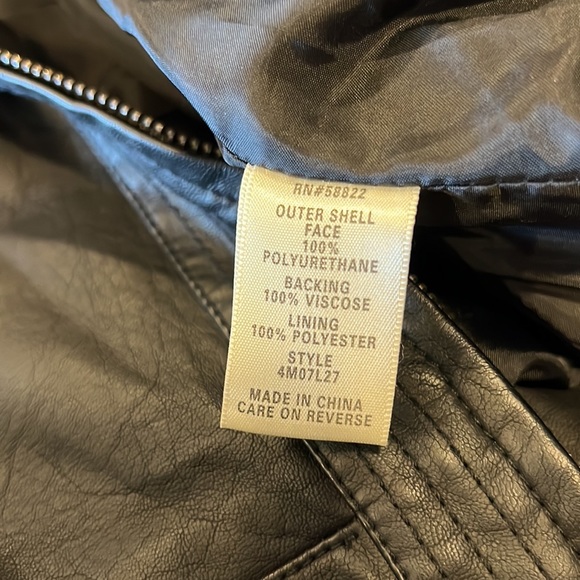 RN#58822
OUTER SHELL
FACE
100%
POLYURETHANE
BACKING
100% VISCOSE
LINING
100% POLYESTER
STYLE
4M07L27
MADE IN CHINA
CARE ON REVERSE